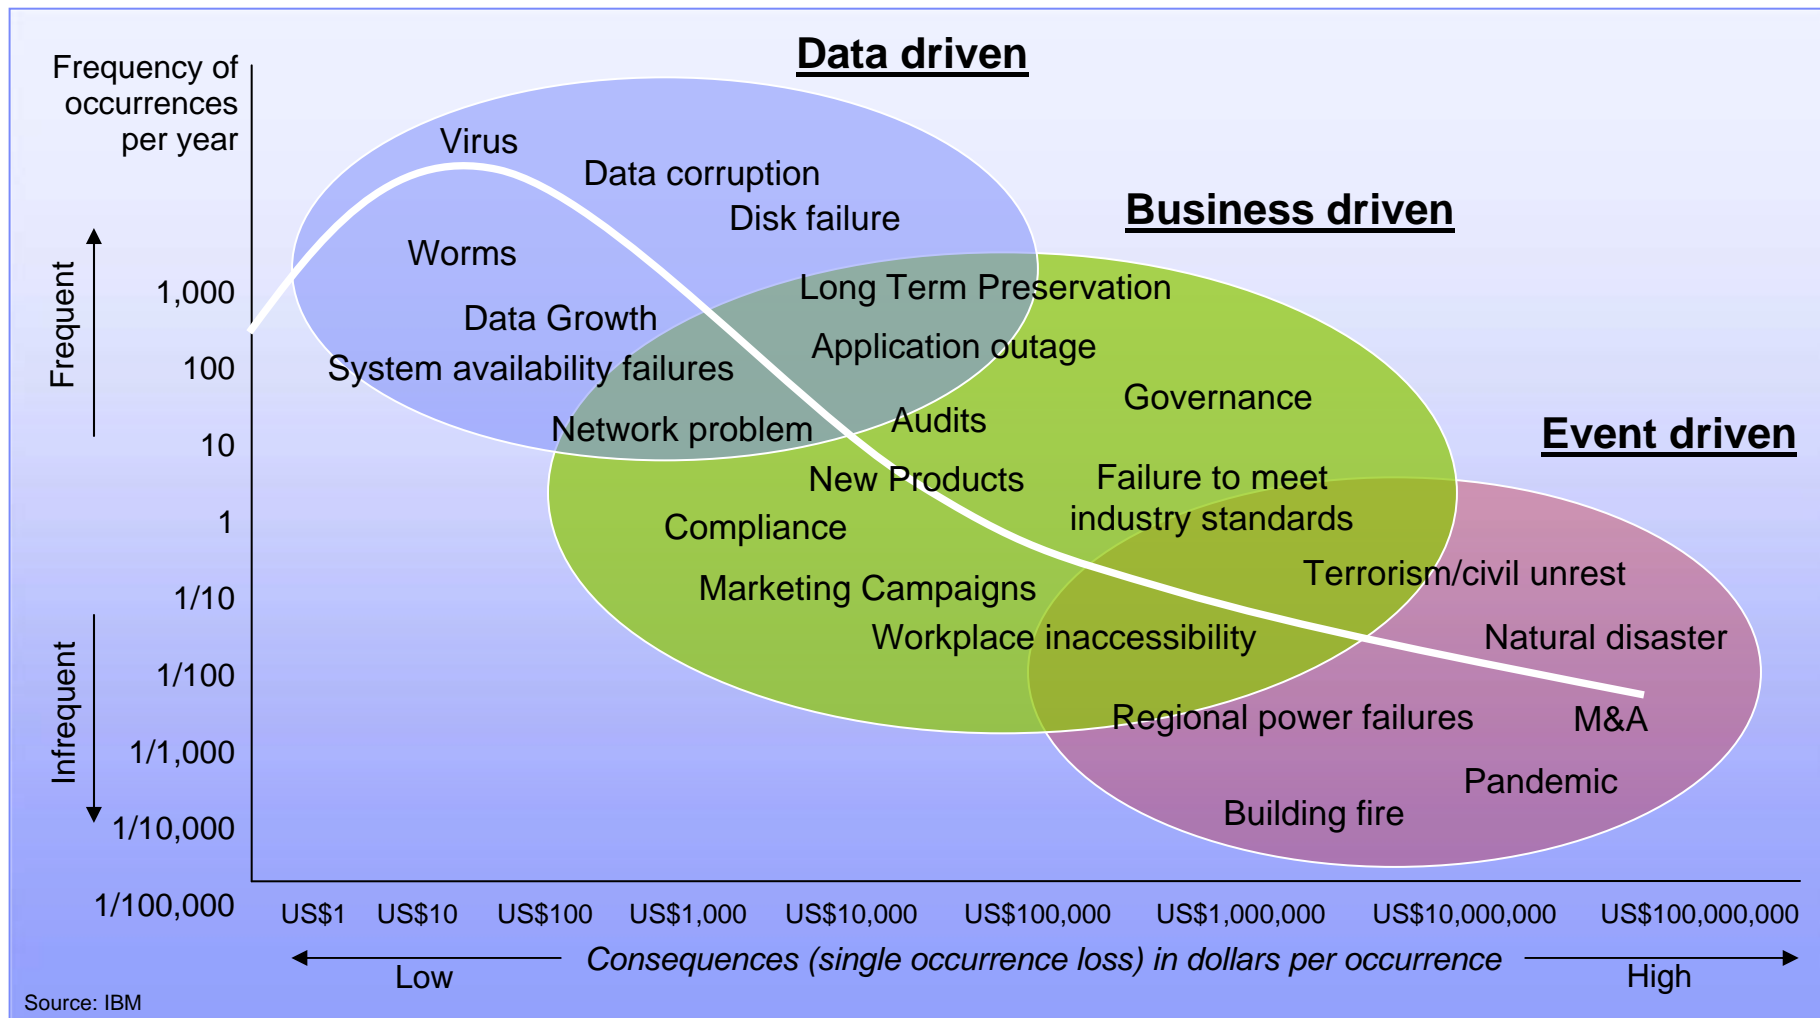 Data driven
Frequency of
occurrences
per year
Virus
Data corruption
Business driven
Disk failure
Worms
Frequent
1,000
Long Term Preservation
Data Growth
Application outage
100
System availability failures
Governance
Audits
Network problem
Event driven
10
New Products
Failure to meet
industry standards
1
Compliance
Terrorism/civil unrest
1/10
Marketing Campaigns
Workplace inaccessibility
Natural disaster
Infrequent
1/100
Regional power failures
M&A
1/1,000
Pandemic
Building fire
1/10,000
1/100,000
US$1 US$10 US$100 US$1,000 US$10,000 US$100,000 US$1,000,000 US$10,000,000 US$100,000,000
Consequences (single occurrence loss) in dollars per occurrence
Low
High
Source: IBM